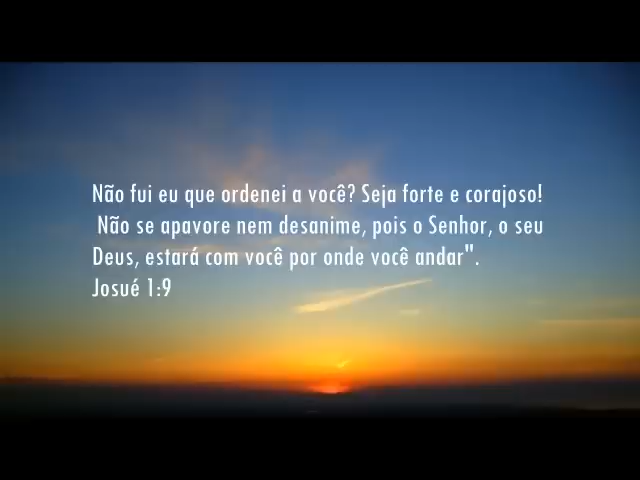 Não fui eu que ordenei a você? Seja forte e corajoso!
Não se apavore nem desanime, pois o Senhor, o seu
Deus, estará com você por onde você andar".
Josué 1:9